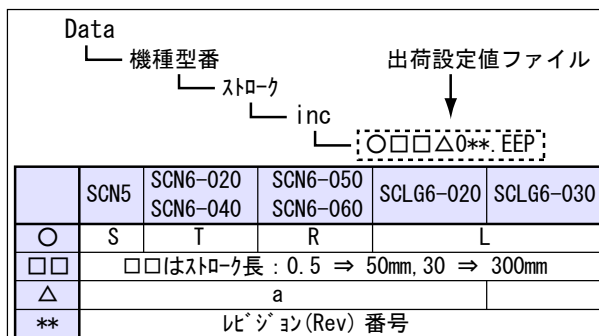 Data
機種型番
出荷設定値ファイル
ｽﾄﾛｰｸ
inc
○□□△0**.EEP
SCN5 SCN6-020 SCN6-040 SCN6-050 SCN6-060 SCLG6-020 SCLG6-030
○ S T R L
□□ □□はｽﾄﾛｰｸ長：0.5 ⇒ 50mm,30 ⇒ 300mm
△ a
** ﾚﾋﾞｼﾞｮﾝ(Rev) 番号